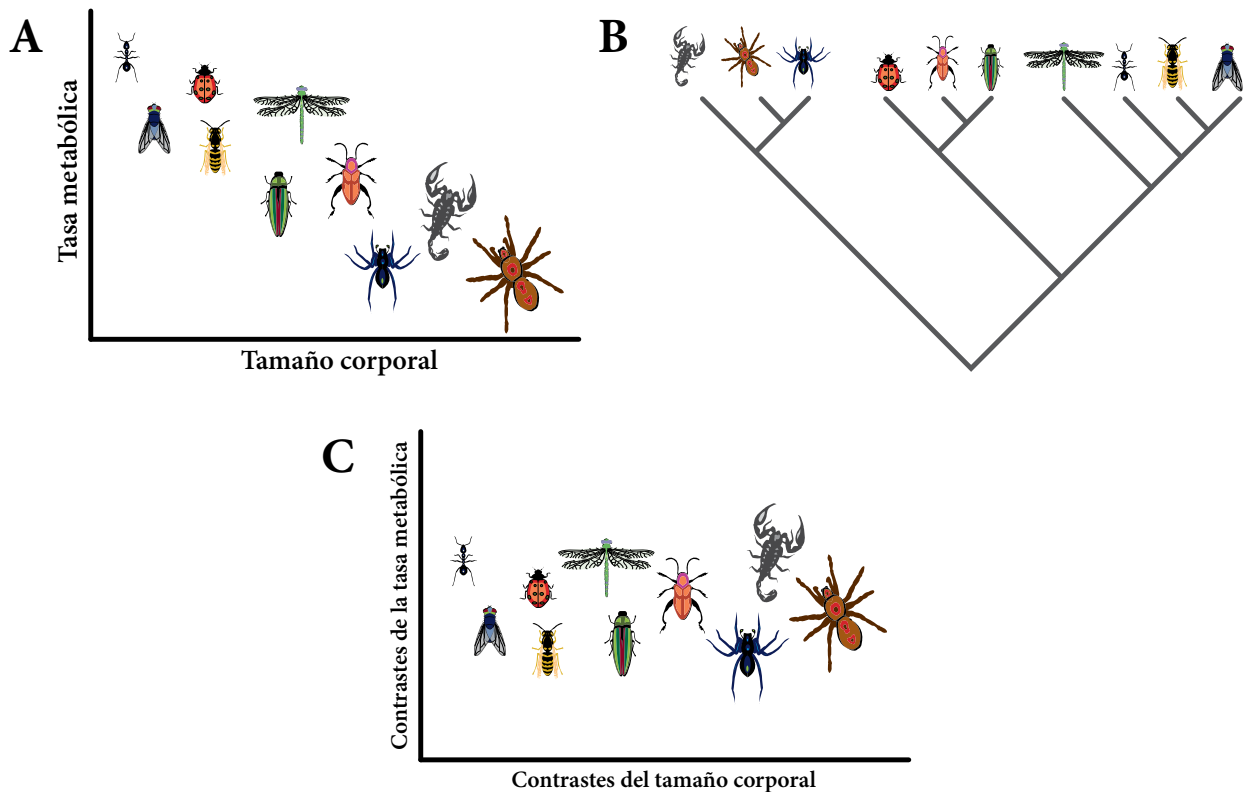 A
Tasa metabólica
Tamaño corporal
B
C
Contrastes de la tasa metabólica
Contrastes del tamaño corporal